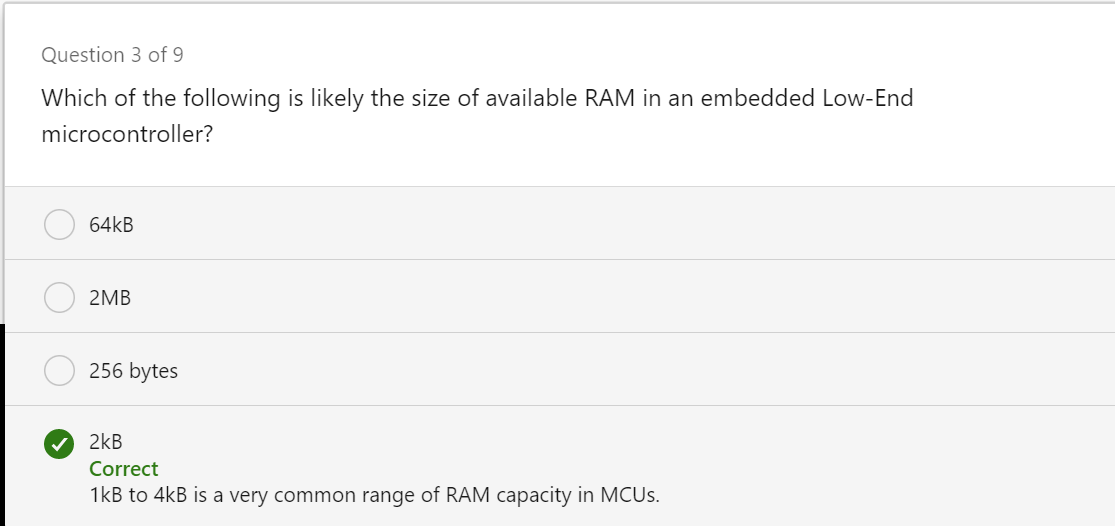 Question 3 of 9
Which of the following is likely the size of available RAM in an embedded Low-End
microcontroller?
64kB
2MB
256 bytes
2kB
Correct
1kB to 4kB is a very common range of RAM capacity in MCUs.